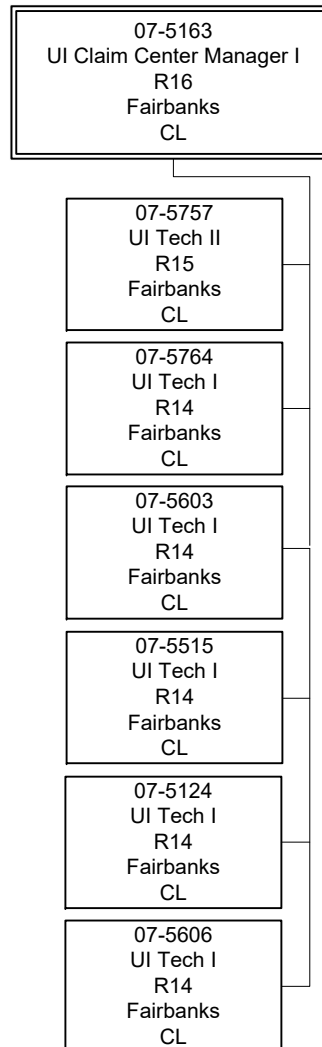 07-5163
UI Claim Center Manager I
R16
Fairbanks
CL
07-5757
UI Tech II
R15
Fairbanks
CL
07-5764
UI Tech I
R14
Fairbanks
CL
07-5603
UI Tech I
R14
Fairbanks
CL
07-5515
UI Tech I
R14
Fairbanks
CL
07-5124
UI Tech I
R14
Fairbanks
CL
07-5606
UI Tech I
R14
Fairbanks
CL